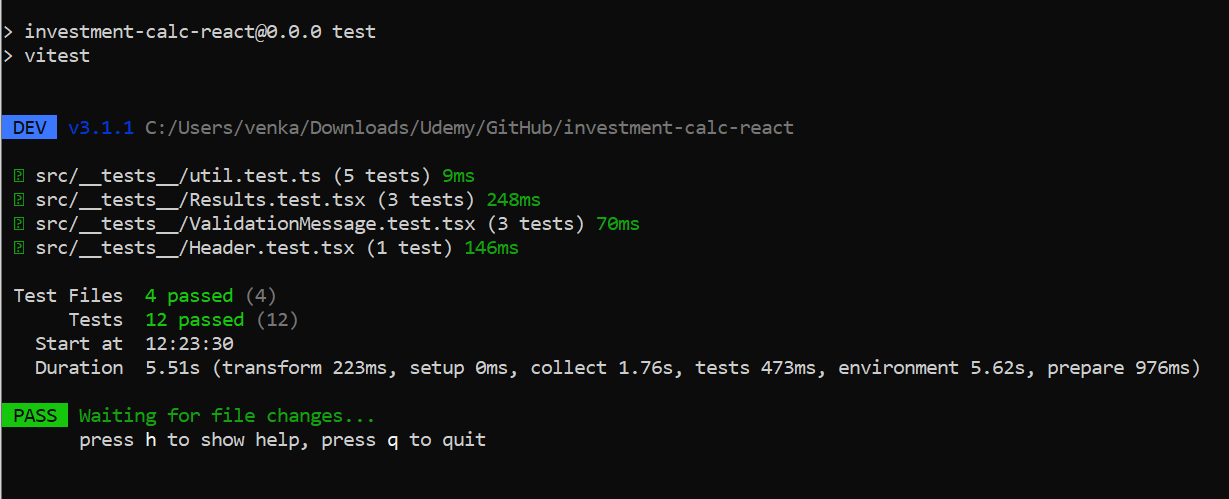 > investment-calc-react@0.0.0 test
> vitest
DEV v3.1.1 C:/Users/venka/Downloads/Udemy/GitHub/investment-calc-react
src/__tests__/util.test.ts (5 tests) 9ms
src/__tests__/Results.test.tsx (3 tests) 248ms
src/__tests__/ValidationMessage.test.tsx (3 tests) 70ms
src/__tests__/Header.test.tsx (1 test) 146ms
Test Files 4 passed (4)
Tests 12 passed (12)
Start at 12:23:30
Duration 5.51s (transform 223ms, setup 0ms, collect 1.76s, tests 473ms, environment 5.62s, prepare 976ms)
PASS Waiting for file changes...
press h to show help, press q to quit